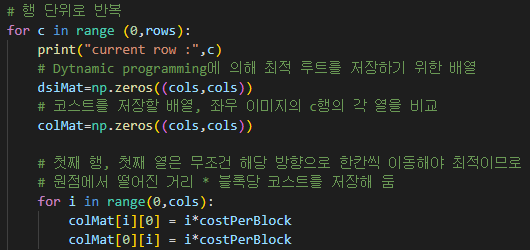 # 행 단위로 반복
for c in range (0,rows):
print("current row :",c)
# Dytnamic programming에 의해 최적 루트를 저장하기 위한 배열
dsiMat=np.zeros((cols,cols))
# 코스트를 저장할 배열, 좌우 이미지의 c행의 각 열을 비교
colMat=np.zeros((cols,cols))
# 첫째 행, 첫째 열은 무조건 해당 방향으로 한칸씩 이동해야 최적이므로
# 원점에서 떨어진 거리 * 블록당 코스트를 저장해 둠
for i in range(0,cols):
colMat[i][0] = i*costPerBlock
colMat[0][i] = i*costPerBlock